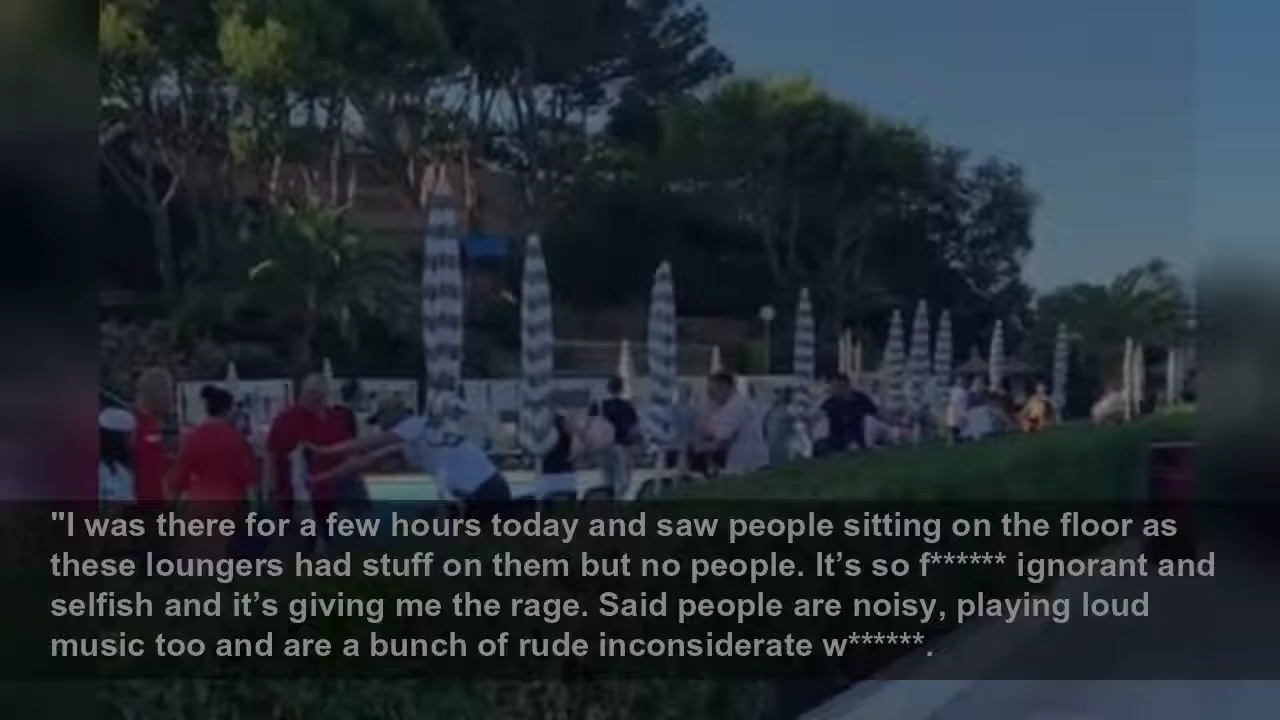 "I was there for a few hours today and saw people sitting on the floor as
these loungers had stuff on them but no people. It’s so f****** ignorant and
selfish and it’s giving me the rage. Said people are noisy, playing loud
music too and are a bunch of rude inconsiderate w******.